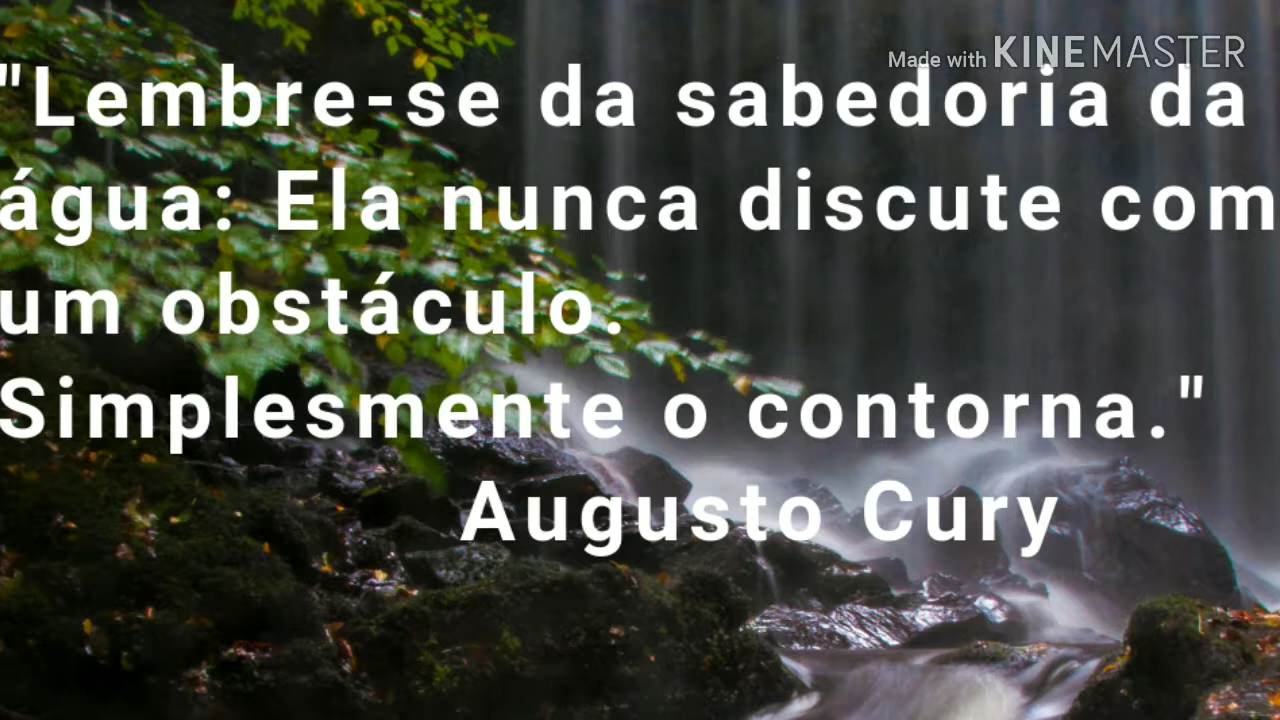 Made with KINEMASTER
"Lembre-se da sabedoria da
água: Ela nunca discute com
um obstáculo.
Simplesmente o contorna."
Augusto Cury